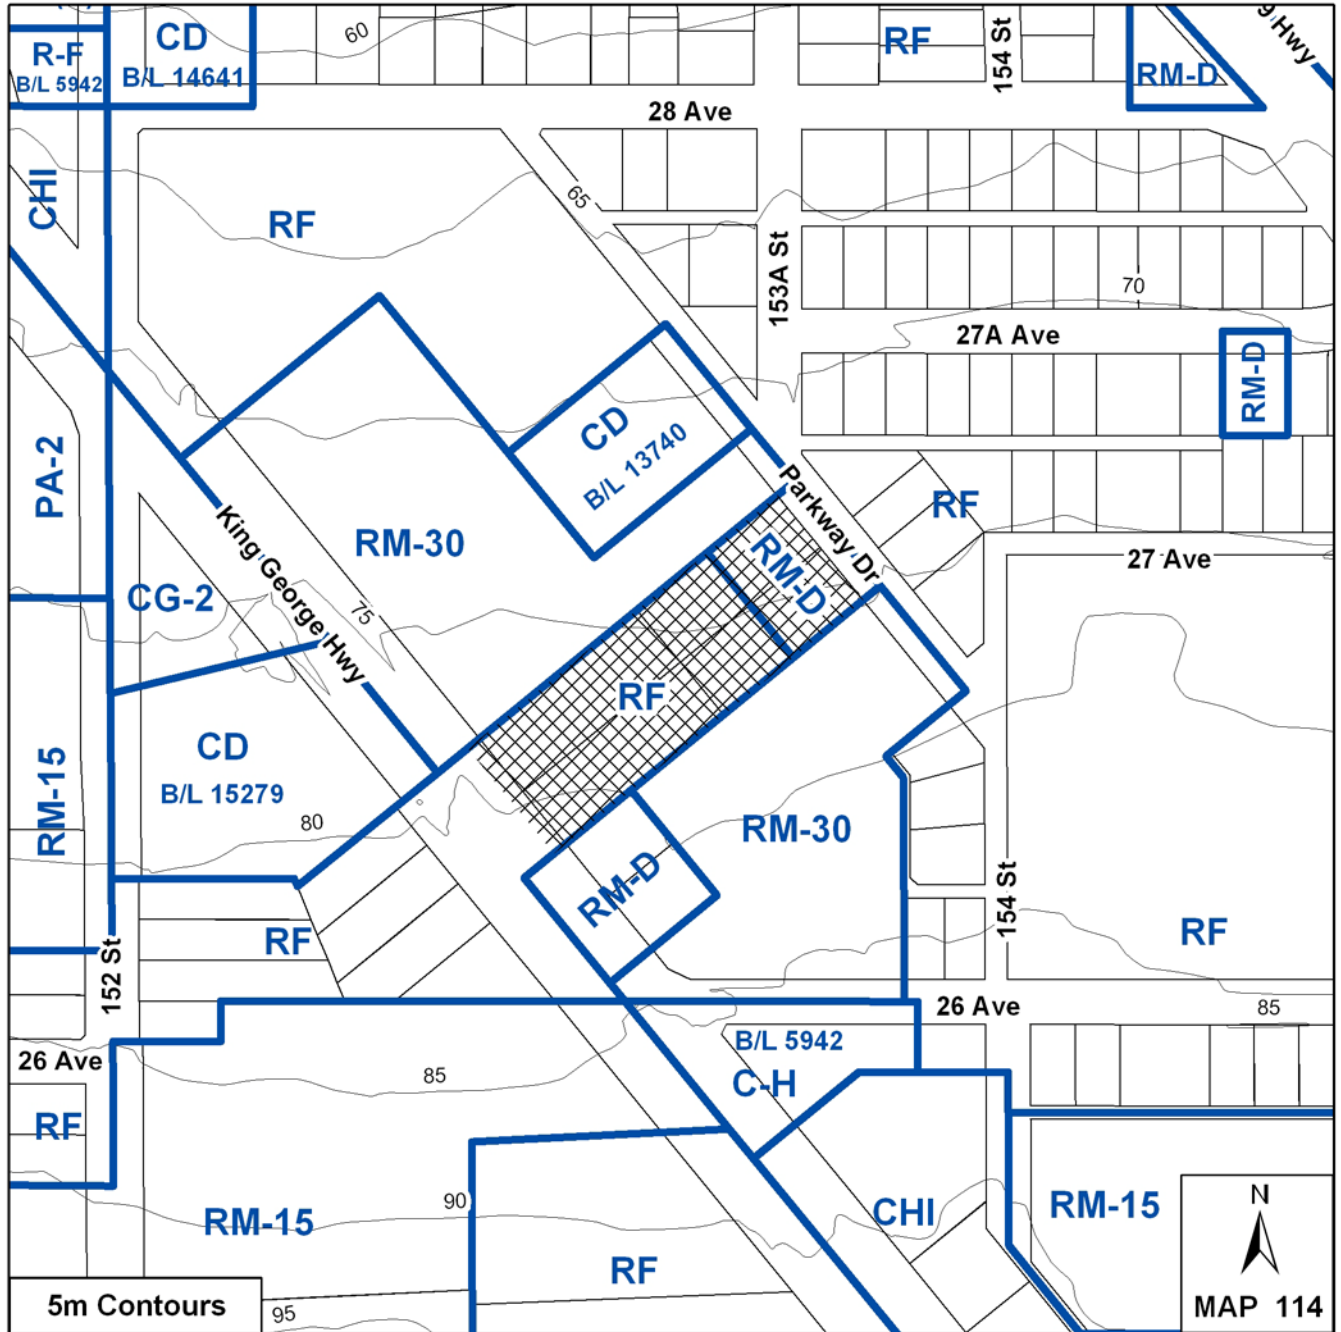 60
CD
RF
154 St
9 Hwy
R-F
B/L 5942
B/L 14641
RM-D
28 Ave
CHI
65
RF
153A St
70
27A Ave
RM-D
CD
B/L 13740
PA-2
Parkway Dr
RF
King George Hwy
RM-30
RM-D
27 Ave
CG-2
75
RF
CD
B/L 15279
RM-15
80
RM-30
RM-D
154 St
RF
RF
152 St
26 Ave
85
B/L 5942
26 Ave
85
C-H
RF
90
RM-15
CHI
RM-15
N
RF
5m Contours
95
MAP 114